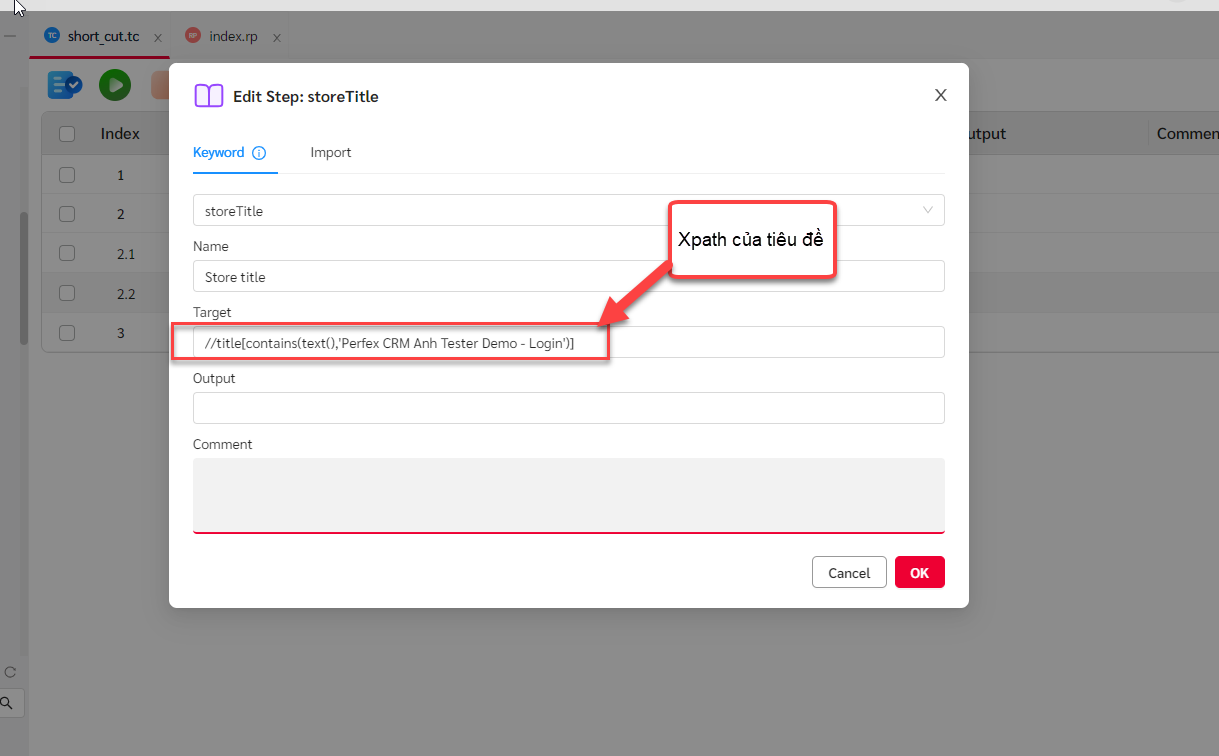 TC short_cut.tc
RP index.rp
Edit Step: storeTitle
Index
utput
Commen
Keyword
Import
1
storeTitle
Xpath của tiêu đề
2
Name
2.1
Store title
2.2
Target
3
//title[contains(text(),'Perfex CRM Anh Tester Demo - Login')]
Output
Comment
Cancel
OK